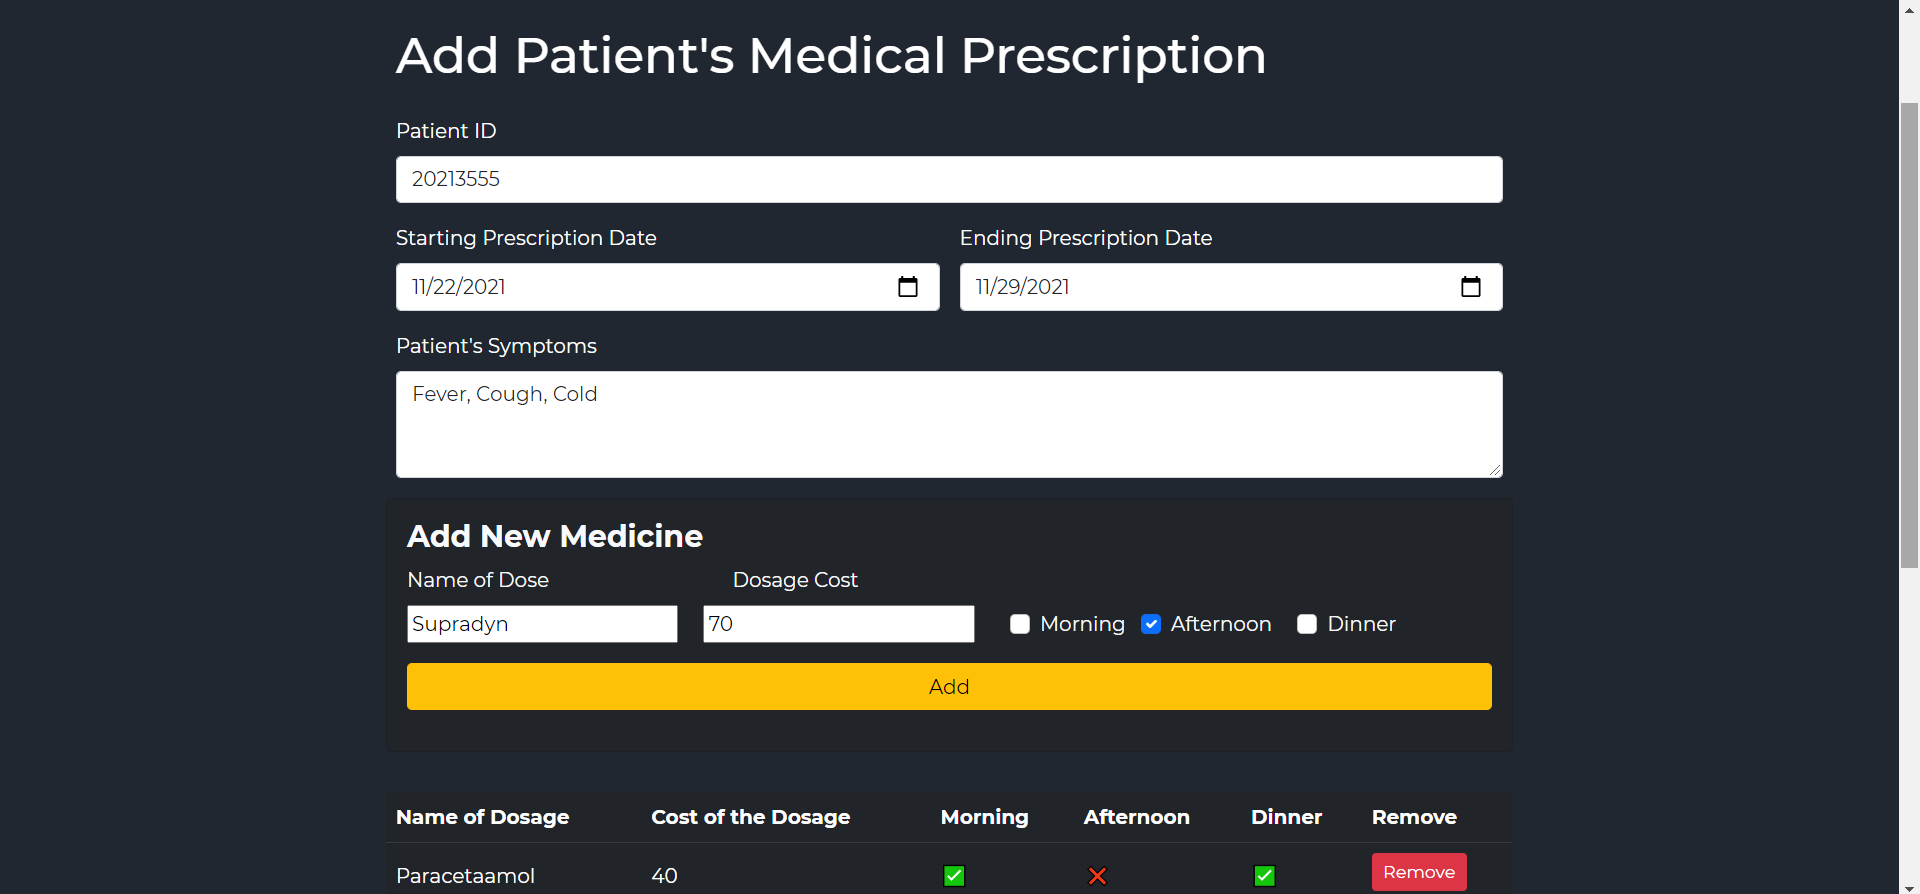 Add Patient's Medical Prescription
Patient ID
20213555
Starting Prescription Date Ending Prescription Date
11/22/2021 11/29/2021
Patient's Symptoms
Fever, Cough, Cold
Add New Medicine
Name of Dose Dosage Cost
Supradyn 70 Morning Afternoon Dinner
Add
Name of Dosage Cost of the Dosage Morning Afternoon Dinner Remove
Paracetaamol 40 Remove